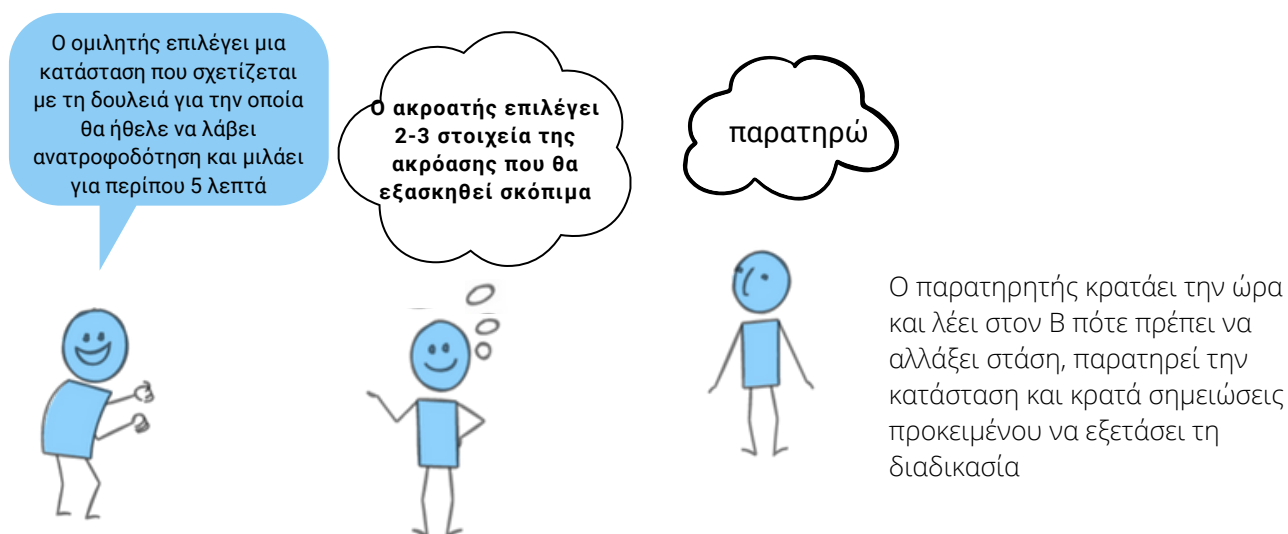 Ο ομιλητής επιλέγει μια
κατάσταση που σχετίζεται
με τη δουλειά για την οποία
θα ήθελε να λάβει
ανατροφοδότηση και μιλάει
για περίπου 5 λεπτά
Ο ακροατής επιλέγει
2-3 στοιχεία της
ακρόασης που θα
εξασκηθεί σκόπιμα
παρατηρώ
Ο παρατηρητής κρατάει την ώρα
και λέει στον Β πότε πρέπει να
αλλάξει στάση, παρατηρεί την
κατάσταση και κρατά σημειώσεις
προκειμένου να εξετάσει τη
διαδικασία